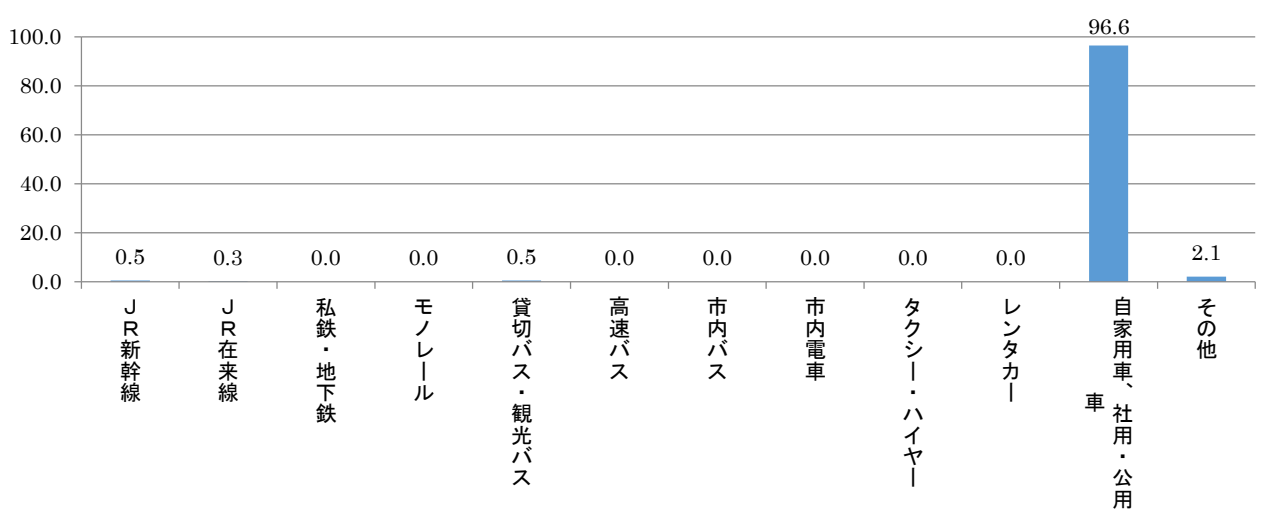 96.6
100.0
80.0
60.0
40.0
20.0
0.0
0.5
0.3
0.0
0.0
0.5
0.0
0.0
0.0
0.0
0.0
2.1
ＪＲ新幹線
ＪＲ在来線
私鉄・地下鉄
モノレール
貸切バス・観光バス
高速バス
市内バス
市内電車
タクシー・ハイヤー
レンタカー
自家用車、社用・公用
車
その他